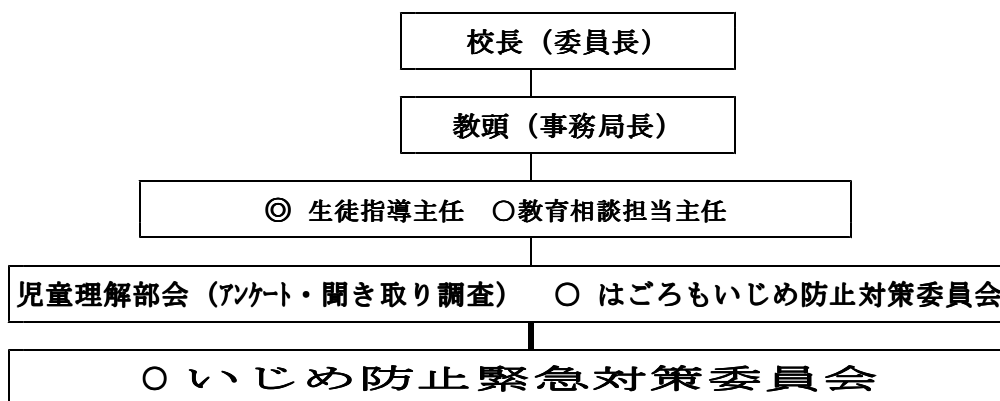 校長（委員長）
教頭（事務局長）
◎ 生徒指導主任　○教育相談担当主任
児童理解部会（ｱﾝｹｰﾄ・聞き取り調査）　○ はごろもいじめ防止対策委員会
○ いじめ防止緊急対策委員会